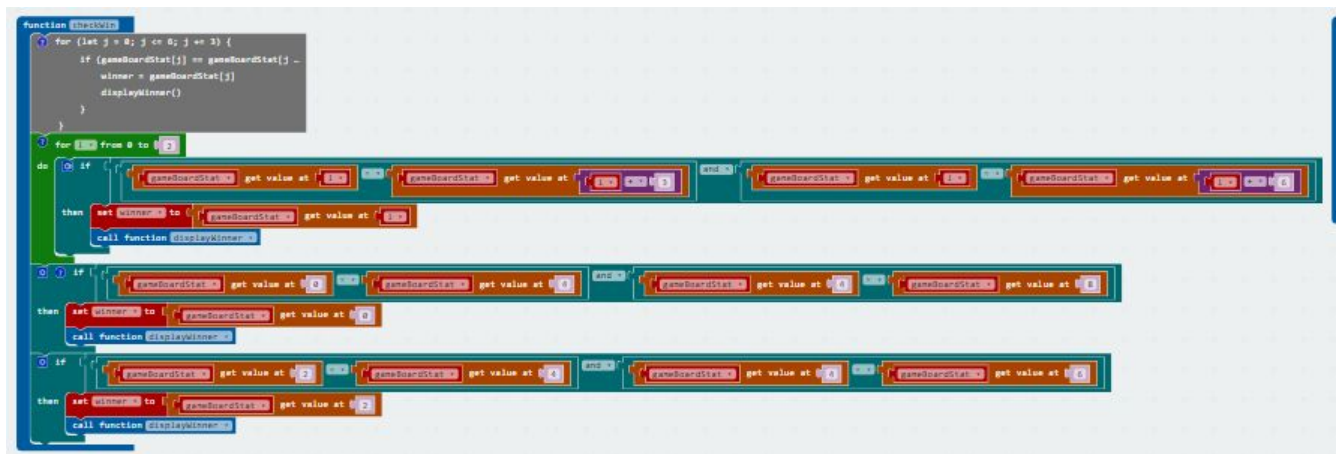 function checkWin
for (let j = 0; j <= 6; j += 3) {
if (gameBoardStat[j] == gameBoardStat[j …
winner = gameBoardStat[j]
displayWinner()
}
}
for i from 0 to 2
do if gameBoardStat get value at i = gameBoardStat get value at i + 3 and gameBoardStat get value at i = gameBoardStat get value at i + 6
then set winner to gameBoardStat get value at i
call function displayWinner
if gameBoardStat get value at 0 = gameBoardStat get value at 4 and gameBoardStat get value at 4 = gameBoardStat get value at 8
then set winner to gameBoardStat get value at 0
call function displayWinner
if gameBoardStat get value at 2 = gameBoardStat get value at 4 and gameBoardStat get value at 4 = gameBoardStat get value at 6
then set winner to gameBoardStat get value at 2
call function displayWinner